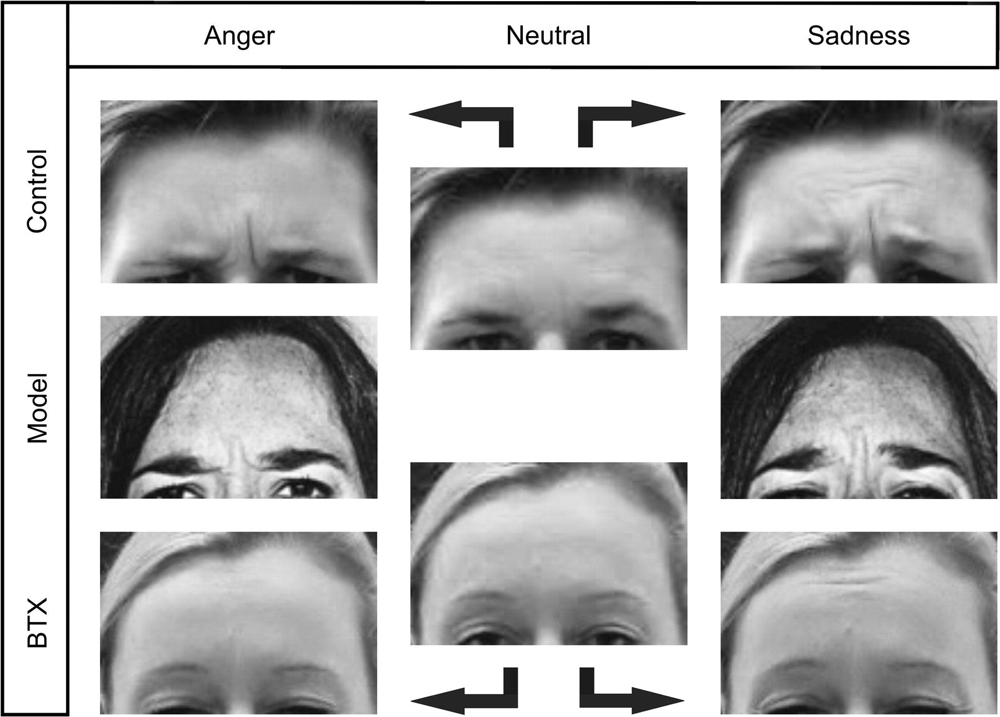 Anger
Neutral
Sadness
Control
Model
BTX